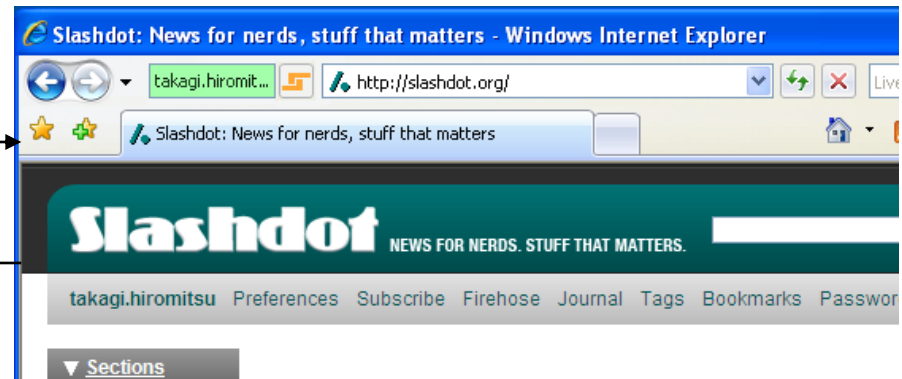 Slashdot: News for nerds, stuff that matters - Windows Internet Explorer
takagi.hiromit... http://slashdot.org/ Live
Slashdot: News for nerds, stuff that matters
Slashdot NEWS FOR NERDS. STUFF THAT MATTERS.
takagi.hiromitsu Preferences Subscribe Firehose Journal Tags Bookmarks Passwor
▼ Sections